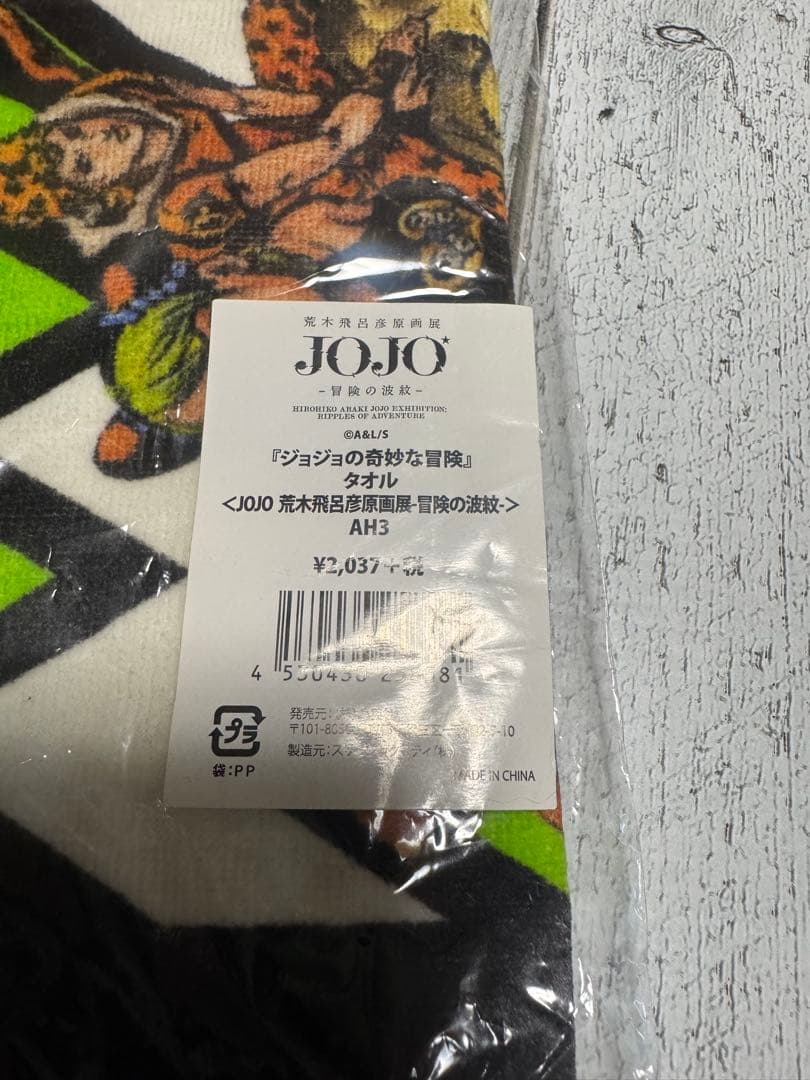 荒木飛呂彦原画展
JOJO
-冒険の波紋-
HIROHIKO ARAKI JOJO EXHIBITION:
RIPPLES OF ADVENTURE
©A&L/S
『ジョジョの奇妙な冒険』
タオル
<JOJO 荒木飛呂彦原画展-冒険の波紋->
AH3
¥2,037+税
プラ
袋:PP
発売元:
〒101-
製造元:
MADE IN CHINA